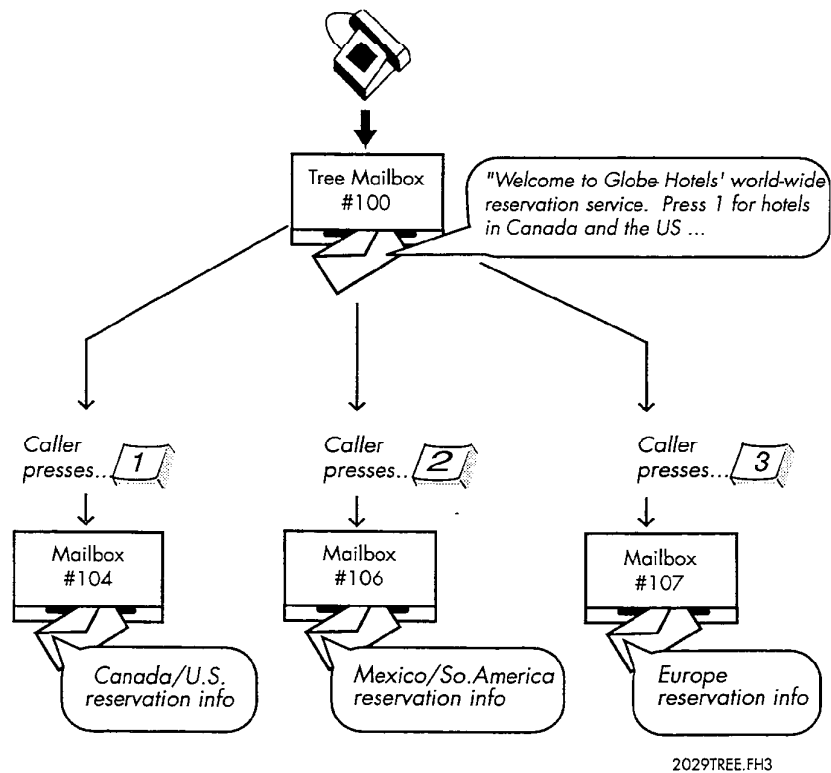 Tree Mailbox
#100
"Welcome to Globe Hotels' world-wide
reservation service. Press 1 for hotels
in Canada and the US ...
Caller
presses... 1
Caller
presses... 2
Caller
presses... 3
Mailbox
#104
Mailbox
#106
Mailbox
#107
Canada/U.S.
reservation info
Mexico/So.America
reservation info
Europe
reservation info
2029TREE.FH3